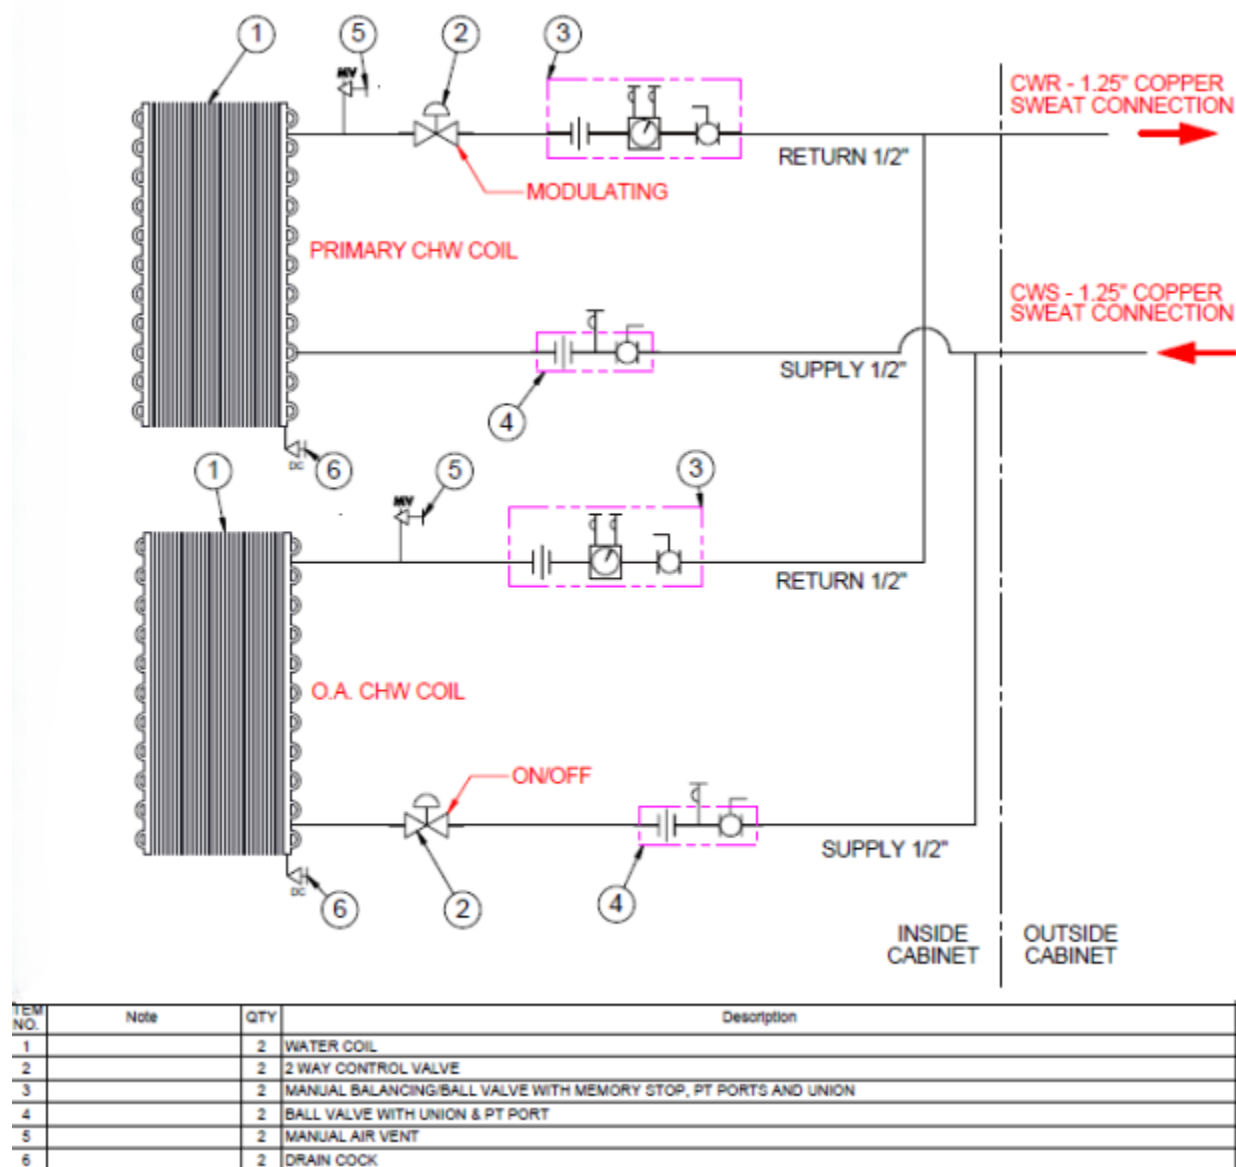 1
5
2
3
MV
CWR - 1.25" COPPER
SWEAT CONNECTION
RETURN 1/2"
MODULATING
PRIMARY CHW COIL
CWS - 1.25" COPPER
SWEAT CONNECTION
SUPPLY 1/2"
4
DC
6
1
5
3
MV
RETURN 1/2"
O.A. CHW COIL
ON/OFF
SUPPLY 1/2"
DC
6
2
4
INSIDE
CABINET
OUTSIDE
CABINET
TEM
NO. Note QTY Description
1 2 WATER COIL
2 2 2 WAY CONTROL VALVE
3 2 MANUAL BALANCING/BALL VALVE WITH MEMORY STOP, PT PORTS AND UNION
4 2 BALL VALVE WITH UNION & PT PORT
5 2 MANUAL AIR VENT
6 2 DRAIN COCK